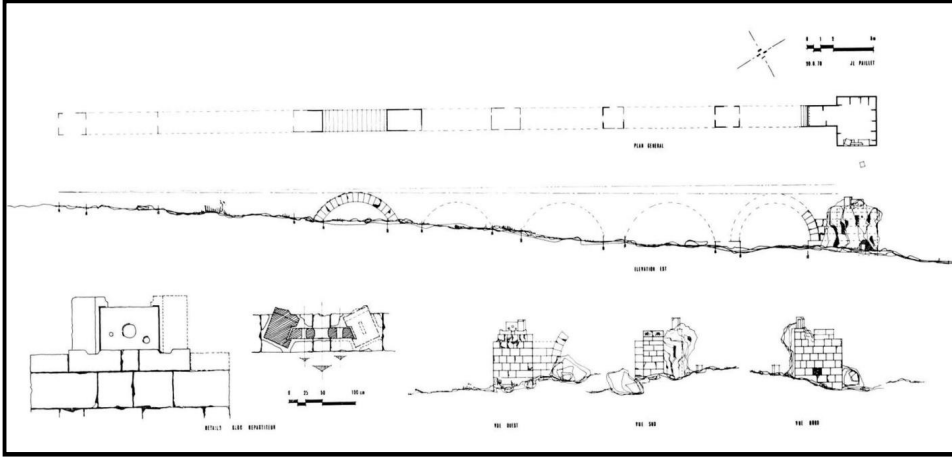 0 1 2 5m
JL PAILLET
PLAN GENERAL
ELEVATION EST
0 25 50 100 cm
DETAILS BLOC REPARTITEUR
VUE OUEST
VUE SUD
VUE NORD